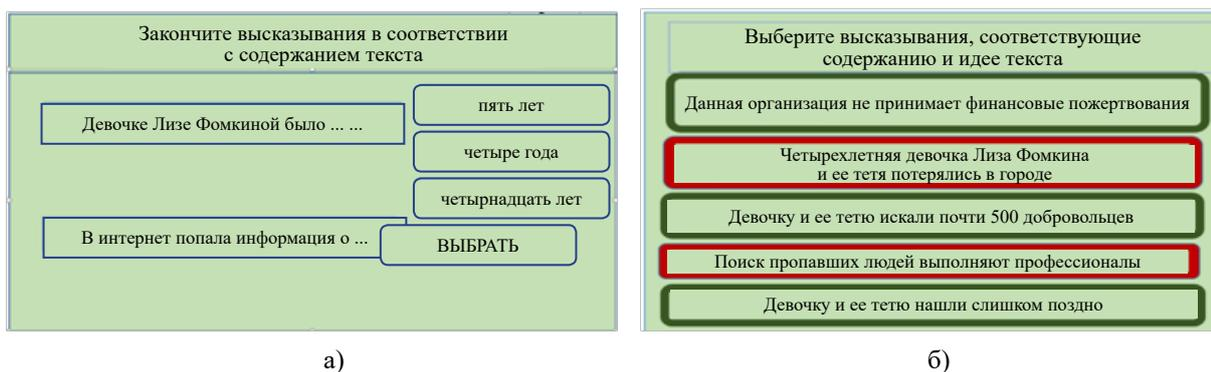 Закончите высказывания в соответствии
с содержанием текста
Девочке Лизе Фомкиной было ... ...
пять лет
четыре года
четырнадцать лет
В интернет попала информация о ...
ВЫБРАТЬ
а)
Выберите высказывания, соответствующие
содержанию и идее текста
Данная организация не принимает финансовые пожертвования
Четырехлетняя девочка Лиза Фомкина
и ее тетя потерялись в городе
Девочку и ее тетю искали почти 500 добровольцев
Поиск пропавших людей выполняют профессионалы
Девочку и ее тетю нашли слишком поздно
б)